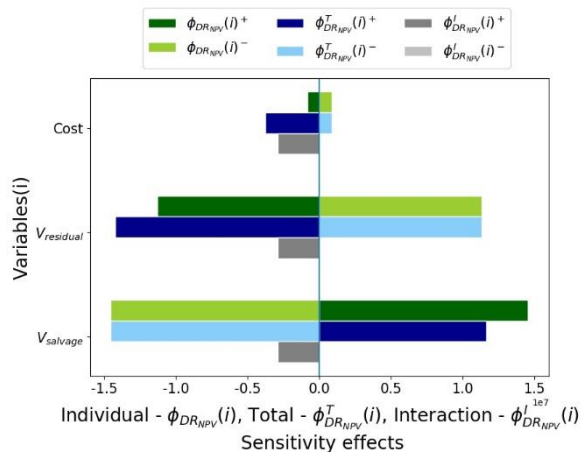 ϕ_{DR_{NPV}}(i)^+ ϕ^T_{DR_{NPV}}(i)^+ ϕ^I_{DR_{NPV}}(i)^+
ϕ_{DR_{NPV}}(i)^- ϕ^T_{DR_{NPV}}(i)^- ϕ^I_{DR_{NPV}}(i)^-
Variables(i)
Cost
V_{residual}
V_{salvage}
-1.5 -1.0 -0.5 0.0 0.5 1.0 1.5
1e7
Individual - ϕ_{DR_{NPV}}(i), Total - ϕ^T_{DR_{NPV}}(i), Interaction - ϕ^I_{DR_{NPV}}(i)
Sensitivity effects